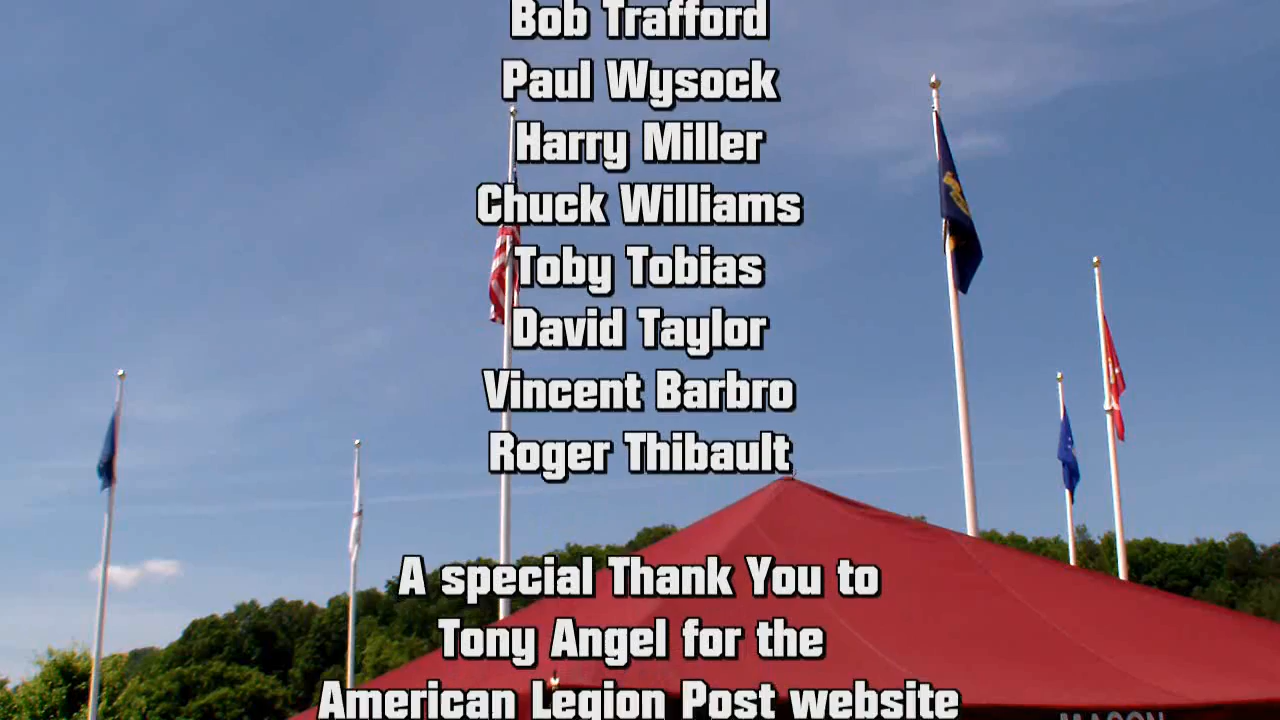 Bob Trafford
Paul Wysock
Harry Miller
Chuck Williams
Toby Tobias
David Taylor
Vincent Barbro
Roger Thibault
A special Thank You to
Tony Angel for the
American Legion Post website